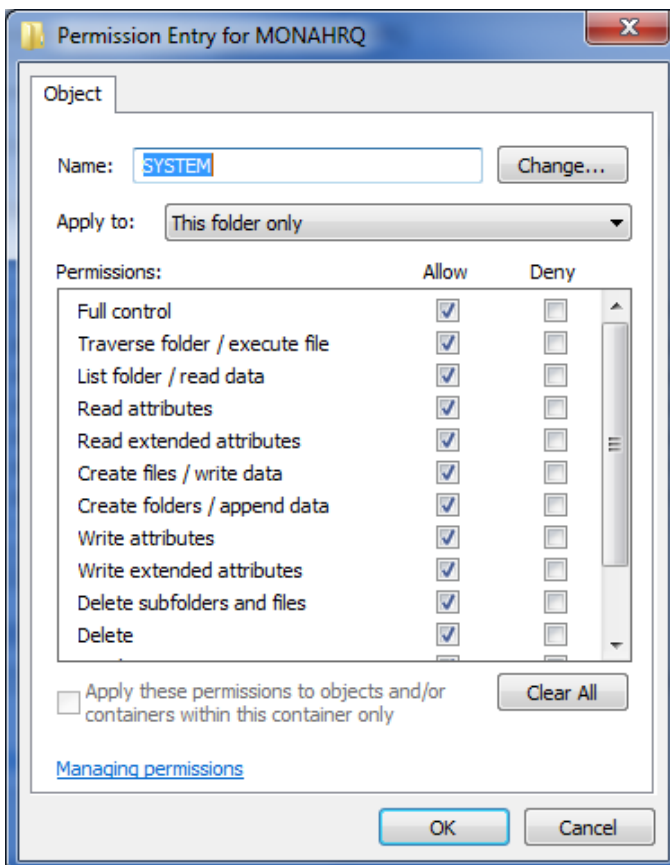 Permission Entry for MONAHRQ
Object
Name: SYSTEM Change...
Apply to: This folder only
Permissions: Allow Deny
Full control
Traverse folder / execute file
List folder / read data
Read attributes
Read extended attributes
Create files / write data
Create folders / append data
Write attributes
Write extended attributes
Delete subfolders and files
Delete
Apply these permissions to objects and/or
containers within this container only
Clear All
Managing permissions
OK Cancel